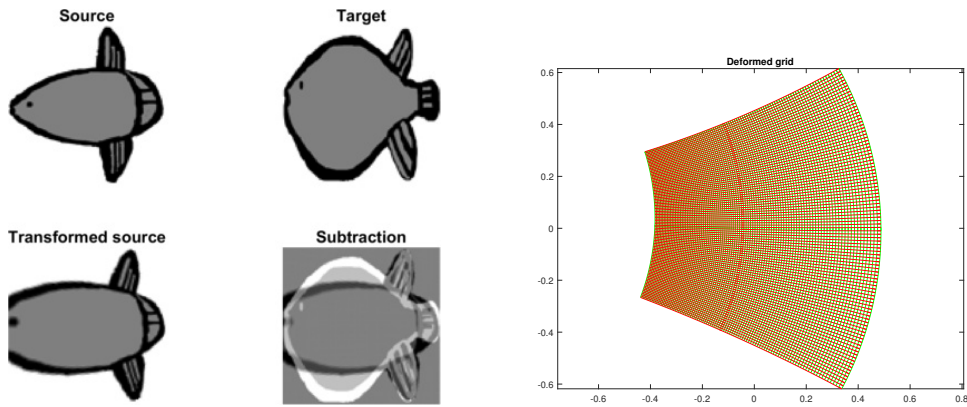 Source
Target
Transformed source
Subtraction
Deformed grid
0.6
0.4
0.2
0
-0.2
-0.4
-0.6
-0.6 -0.4 -0.2 0 0.2 0.4 0.6 0.8